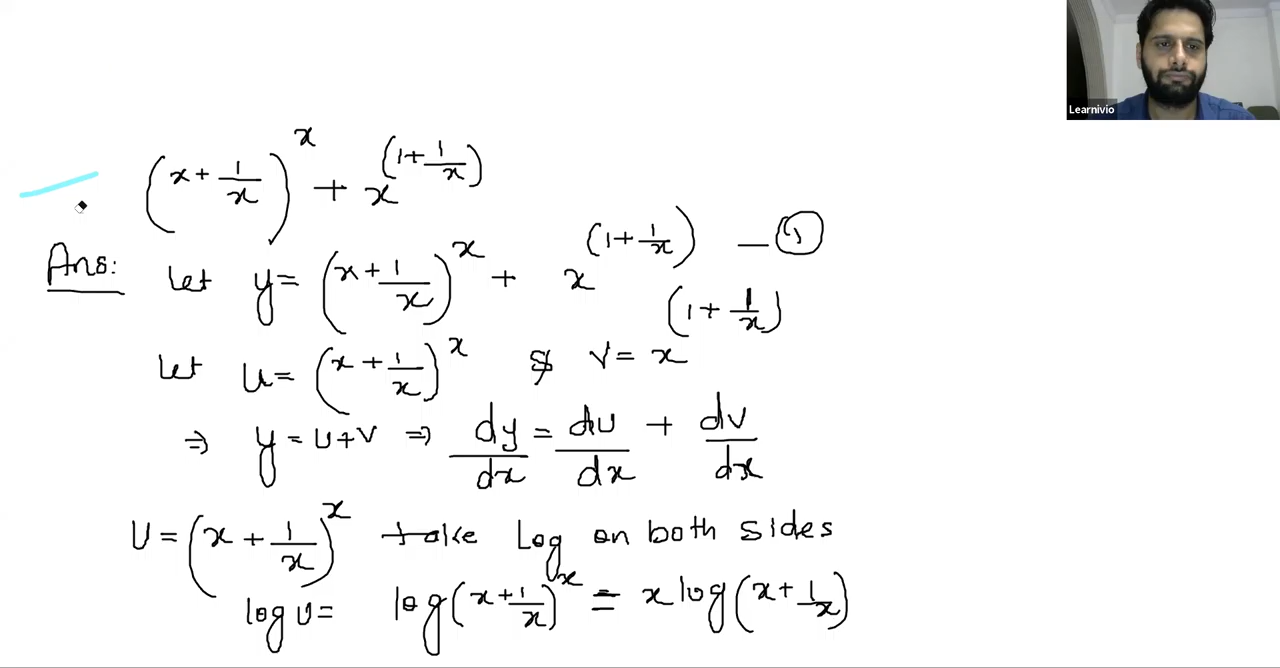 Learnivio
(x + 1/x)^x + x^(1 + 1/x)
Ans: let y = (x + 1/x)^x + x^(1 + 1/x) — (1)
let u = (x + 1/x)^x & v = x^(1 + 1/x)
⇒ y = u + v ⇒ dy/dx = du/dx + dv/dx
U = (x + 1/x)^x take Log on both sides
log u = log(x + 1/x)^x = x log(x + 1/x)